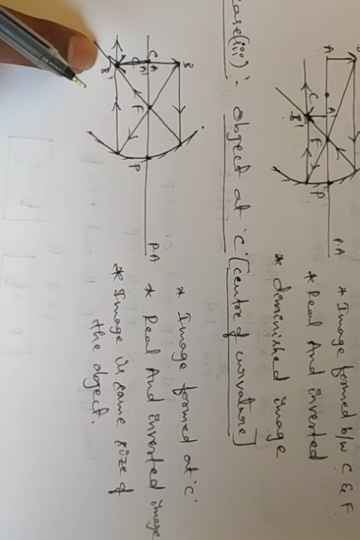 * Image formed b/w C & F
* Real And inverted
* diminished image
case(iii): object at 'C' [centre of curvature]
* Image formed at 'C'
* Real And inverted image
* Image is same size of
the object.
A
B
A
C
B'
F
P
P.A
B
C
A
A'
B'
F
P
P.A